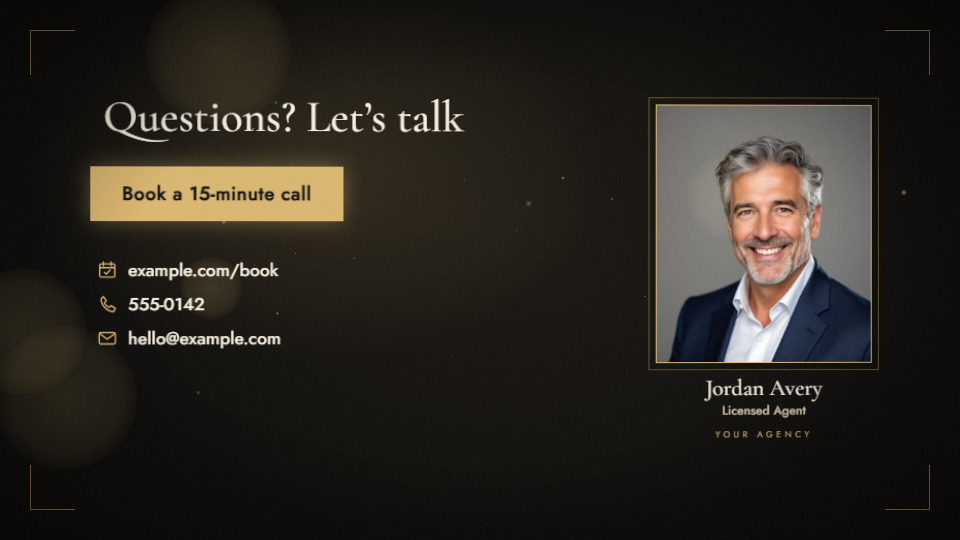 Questions? Let’s talk
Book a 15-minute call
example.com/book
555-0142
hello@example.com
Jordan Avery
Licensed Agent
YOUR AGENCY